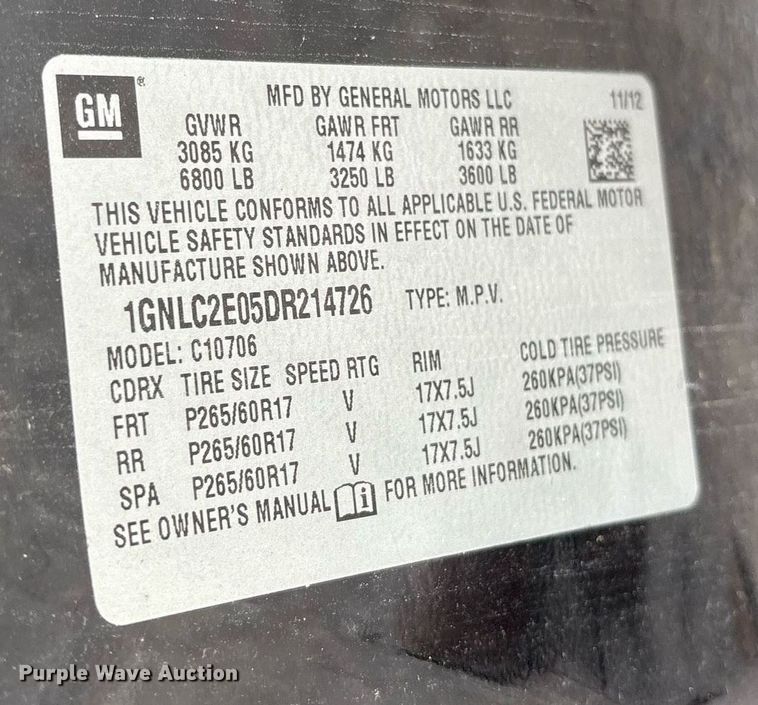 GM®
MFD BY GENERAL MOTORS LLC 11/12
GVWR GAWR FRT GAWR RR
3085 KG 1474 KG 1633 KG
6800 LB 3250 LB 3600 LB
THIS VEHICLE CONFORMS TO ALL APPLICABLE U.S. FEDERAL MOTOR
VEHICLE SAFETY STANDARDS IN EFFECT ON THE DATE OF
MANUFACTURE SHOWN ABOVE.
1GNLC2E05DR214726 TYPE: M.P.V.
MODEL: C10706
CDRX TIRE SIZE SPEED RTG RIM COLD TIRE PRESSURE
FRT P265/60R17 V 17X7.5J 260KPA(37PSI)
RR P265/60R17 V 17X7.5J 260KPA(37PSI)
SPA P265/60R17 V 17X7.5J 260KPA(37PSI)
SEE OWNER'S MANUAL i FOR MORE INFORMATION.
Purple Wave Auction